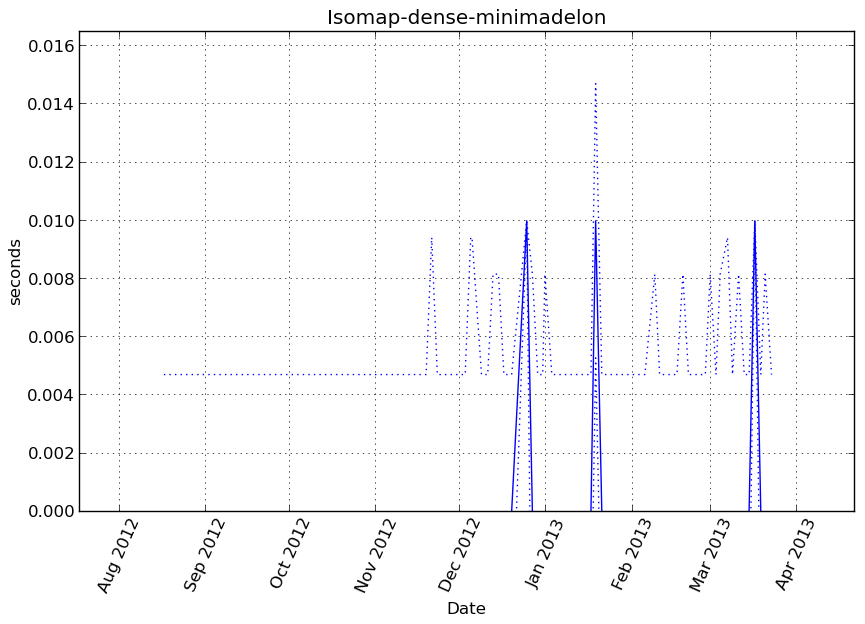 Isomap-dense-minimadelon
0.016
0.014
0.012
0.010
0.008
0.006
0.004
0.002
0.000
seconds
Aug 2012
Sep 2012
Oct 2012
Nov 2012
Dec 2012
Jan 2013
Feb 2013
Mar 2013
Apr 2013
Date